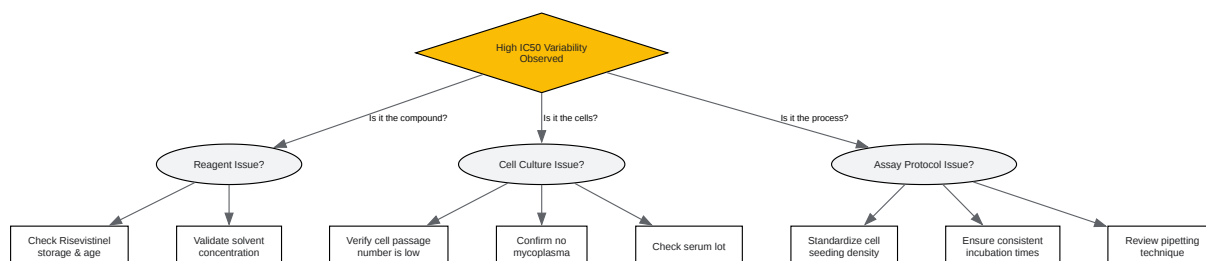 High IC50 Variability
Observed
Is it the compound?
Is it the cells?
Is it the process?
Reagent Issue?
Cell Culture Issue?
Assay Protocol Issue?
Check Risevistinel
storage & age
Validate solvent
concentration
Verify cell passage
number is low
Confirm no
mycoplasma
Check serum lot
Standardize cell
seeding density
Ensure consistent
incubation times
Review pipetting
technique